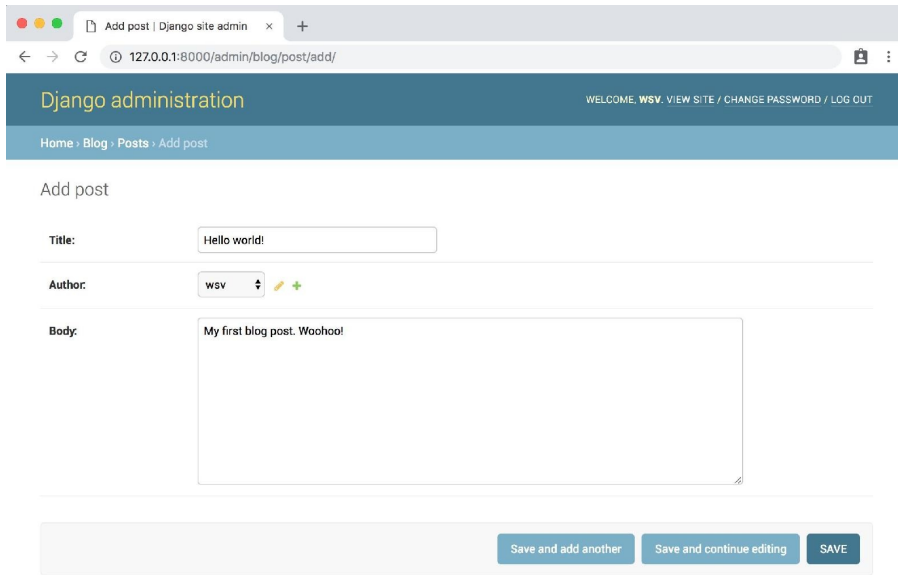 Add post | Django site admin
127.0.0.1:8000/admin/blog/post/add/
Django administration
WELCOME, WSV. VIEW SITE / CHANGE PASSWORD / LOG OUT
Home › Blog › Posts › Add post
Add post
Title: Hello world!
Author: wsv
Body: My first blog post. Woohoo!
Save and add another Save and continue editing SAVE